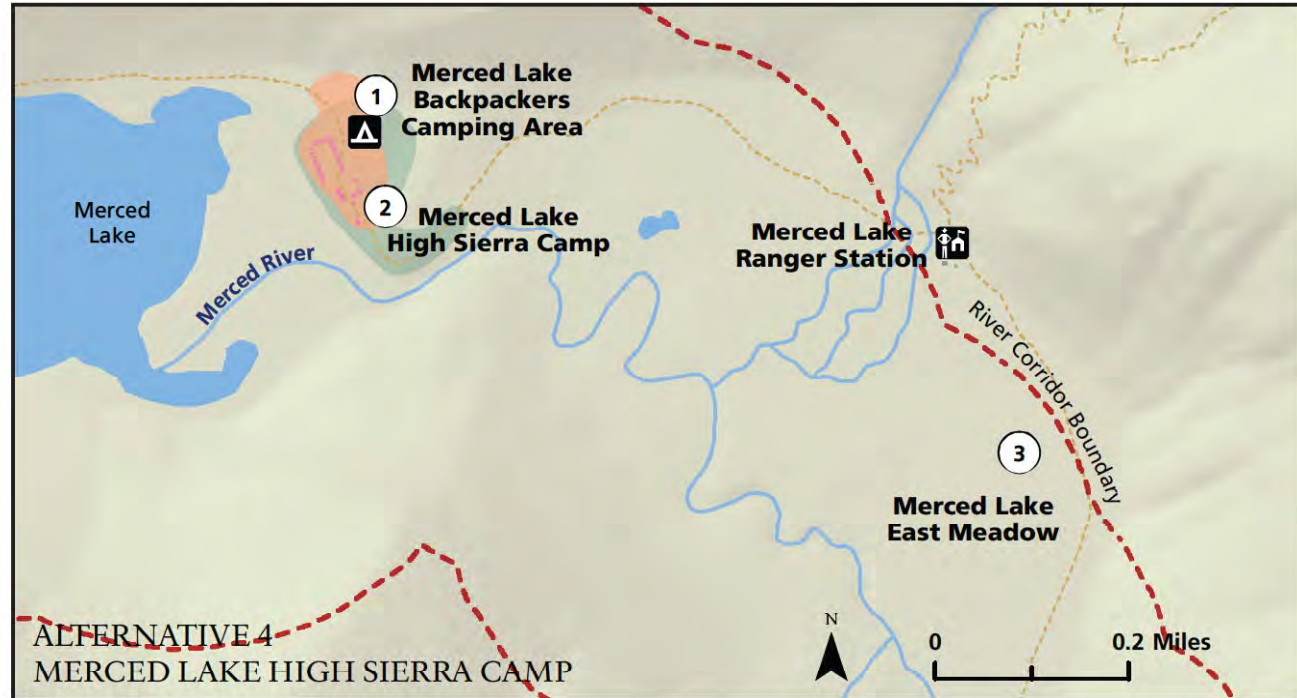 1
Merced Lake
Backpackers
Camping Area
2
Merced Lake
High Sierra Camp
Merced
Lake
Merced River
Merced Lake
Ranger Station
River Corridor Boundary
3
Merced Lake
East Meadow
N
0
0.2 Miles
ALTERNATIVE 4
MERCED LAKE HIGH SIERRA CAMP